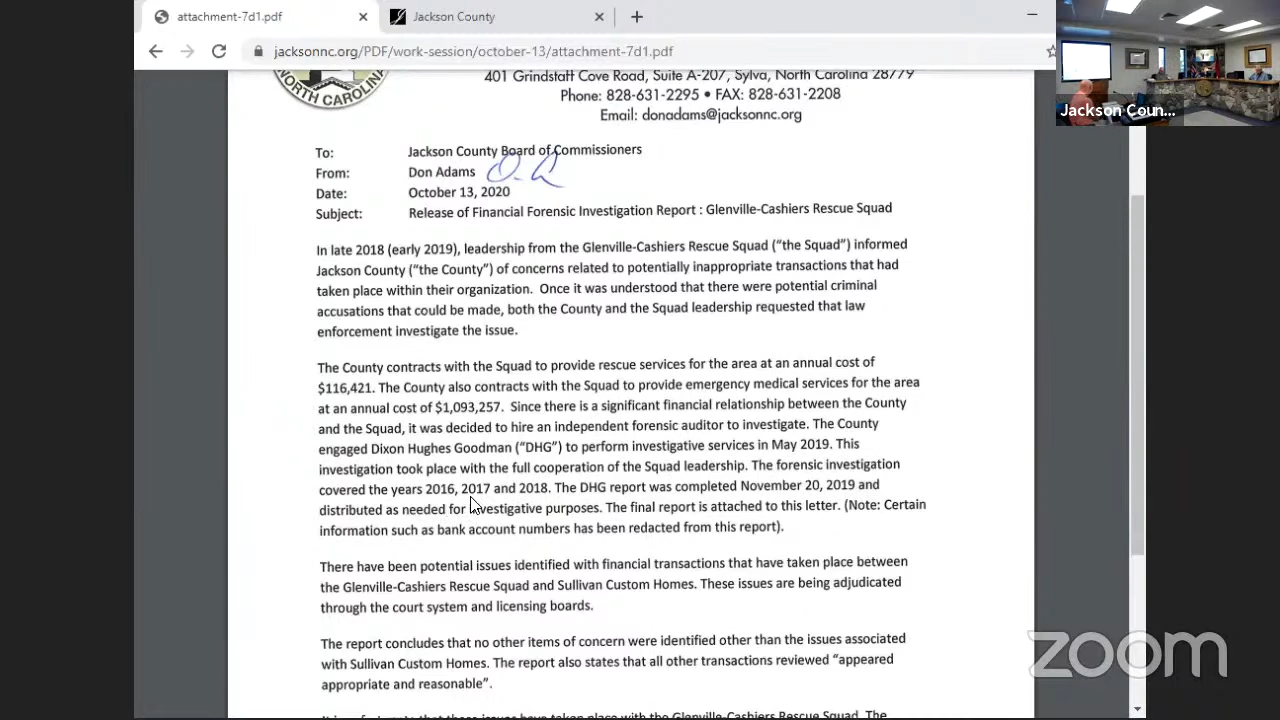 attachment-7d1.pdf
Jackson County
jacksonnc.org/PDF/work-session/october-13/attachment-7d1.pdf
Jackson Coun...
NORTH CAROLINA
401 Grindstaff Cove Road, Suite A-207, Sylva, North Carolina 28779
Phone: 828-631-2295 • FAX: 828-631-2208
Email: donadams@jacksonnc.org
To: Jackson County Board of Commissioners
From: Don Adams
Date: October 13, 2020
Subject: Release of Financial Forensic Investigation Report : Glenville-Cashiers Rescue Squad
In late 2018 (early 2019), leadership from the Glenville-Cashiers Rescue Squad ("the Squad") informed
Jackson County ("the County") of concerns related to potentially inappropriate transactions that had
taken place within their organization. Once it was understood that there were potential criminal
accusations that could be made, both the County and the Squad leadership requested that law
enforcement investigate the issue.
The County contracts with the Squad to provide rescue services for the area at an annual cost of
$116,421. The County also contracts with the Squad to provide emergency medical services for the area
at an annual cost of $1,093,257. Since there is a significant financial relationship between the County
and the Squad, it was decided to hire an independent forensic auditor to investigate. The County
engaged Dixon Hughes Goodman ("DHG") to perform investigative services in May 2019. This
investigation took place with the full cooperation of the Squad leadership. The forensic investigation
covered the years 2016, 2017 and 2018. The DHG report was completed November 20, 2019 and
distributed as needed for investigative purposes. The final report is attached to this letter. (Note: Certain
information such as bank account numbers has been redacted from this report).
There have been potential issues identified with financial transactions that have taken place between
the Glenville-Cashiers Rescue Squad and Sullivan Custom Homes. These issues are being adjudicated
through the court system and licensing boards.
The report concludes that no other items of concern were identified other than the issues associated
with Sullivan Custom Homes. The report also states that all other transactions reviewed "appeared
appropriate and reasonable".
It is unfortunate that these issues have taken place with the Glenville-Cashiers Rescue Squad. The
zoom